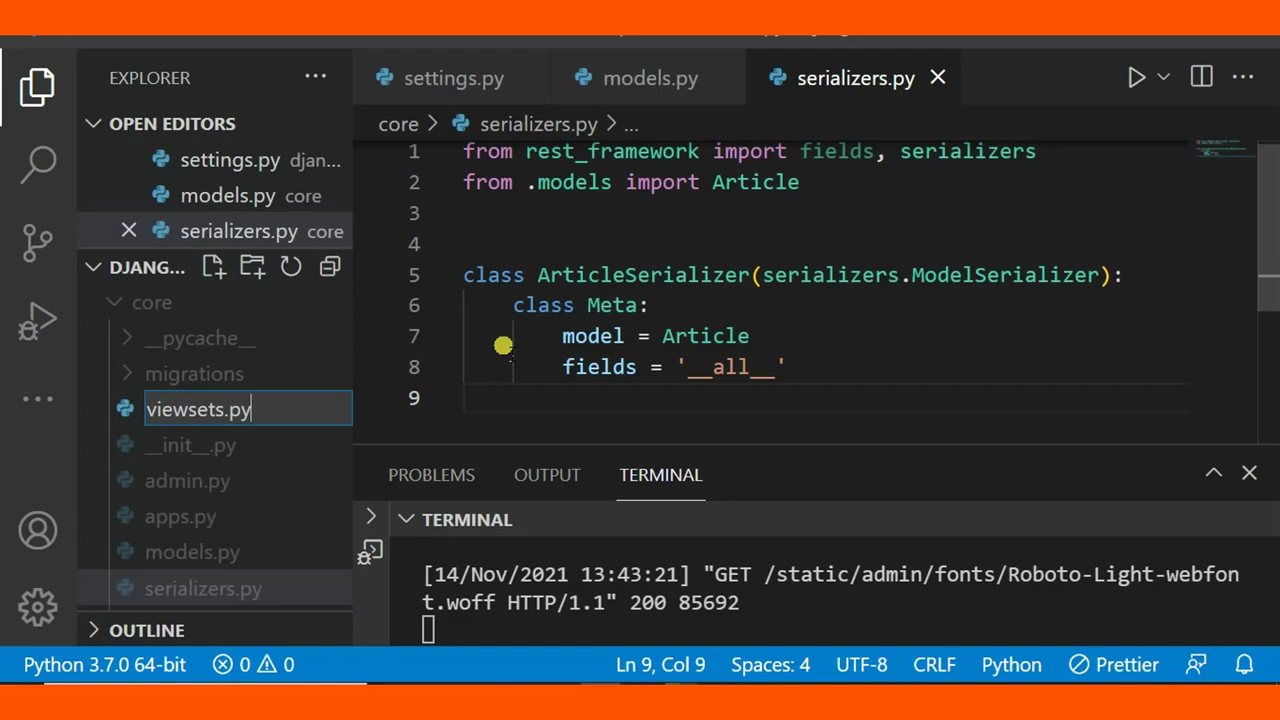 EXPLORER
settings.py
models.py
serializers.py
core
serializers.py
...
OPEN EDITORS
settings.py djan...
models.py core
serializers.py core
DJANG...
core
__pycache__
migrations
viewsets.py
__init__.py
admin.py
apps.py
models.py
serializers.py
OUTLINE
1 from rest_framework import fields, serializers
2 from .models import Article
3
4
5 class ArticleSerializer(serializers.ModelSerializer):
6 class Meta:
7 model = Article
8 fields = '__all__'
9
PROBLEMS
OUTPUT
TERMINAL
TERMINAL
[14/Nov/2021 13:43:21] "GET /static/admin/fonts/Roboto-Light-webfon
t.woff HTTP/1.1" 200 85692
Python 3.7.0 64-bit 0 0 Ln 9, Col 9 Spaces: 4 UTF-8 CRLF Python Prettier